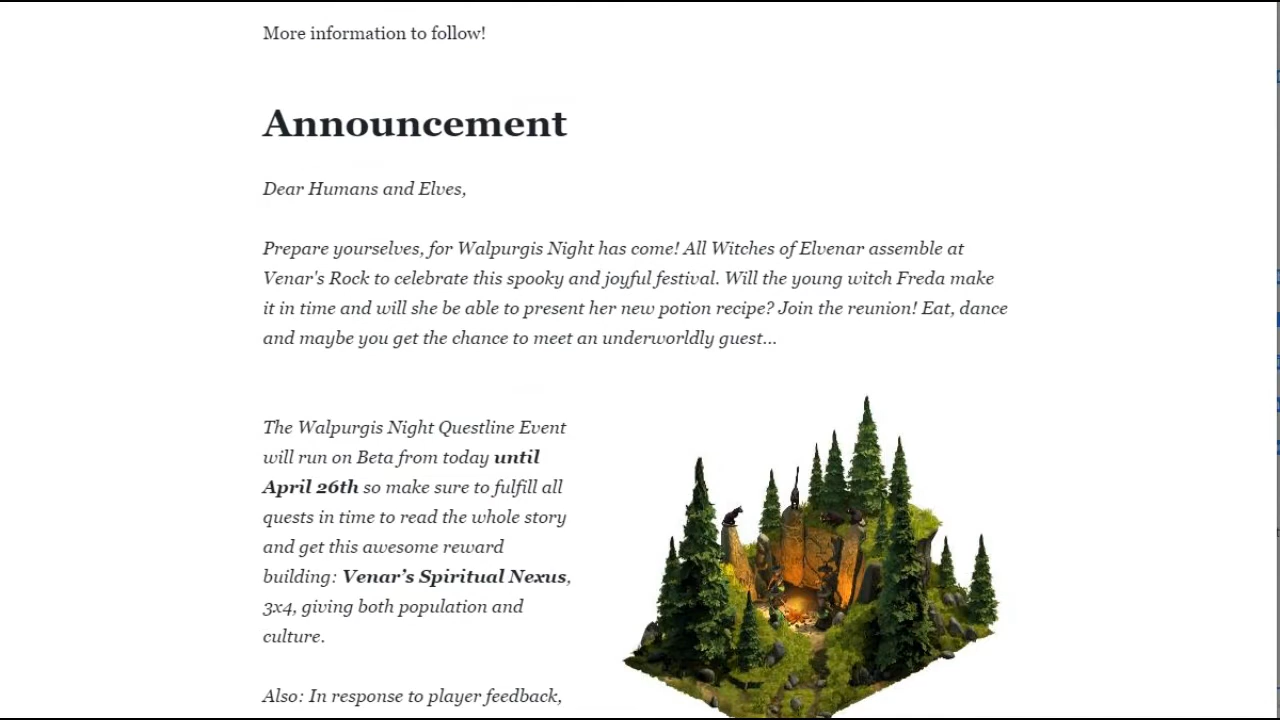 More information to follow!
Announcement
Dear Humans and Elves,
Prepare yourselves, for Walpurgis Night has come! All Witches of Elvenar assemble at
Venar's Rock to celebrate this spooky and joyful festival. Will the young witch Freda make
it in time and will she be able to present her new potion recipe? Join the reunion! Eat, dance
and maybe you get the chance to meet an underworldly guest...
The Walpurgis Night Questline Event
will run on Beta from today until
April 26th so make sure to fulfill all
quests in time to read the whole story
and get this awesome reward
building: Venar’s Spiritual Nexus,
3x4, giving both population and
culture.
Also: In response to player feedback,